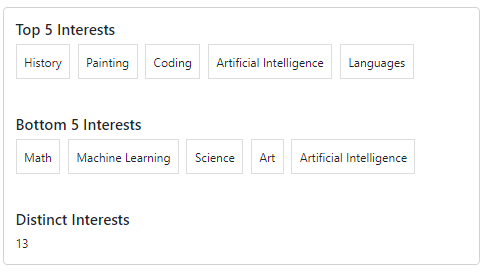 Top 5 Interests
History Painting Coding Artificial Intelligence Languages
Bottom 5 Interests
Math Machine Learning Science Art Artificial Intelligence
Distinct Interests
13